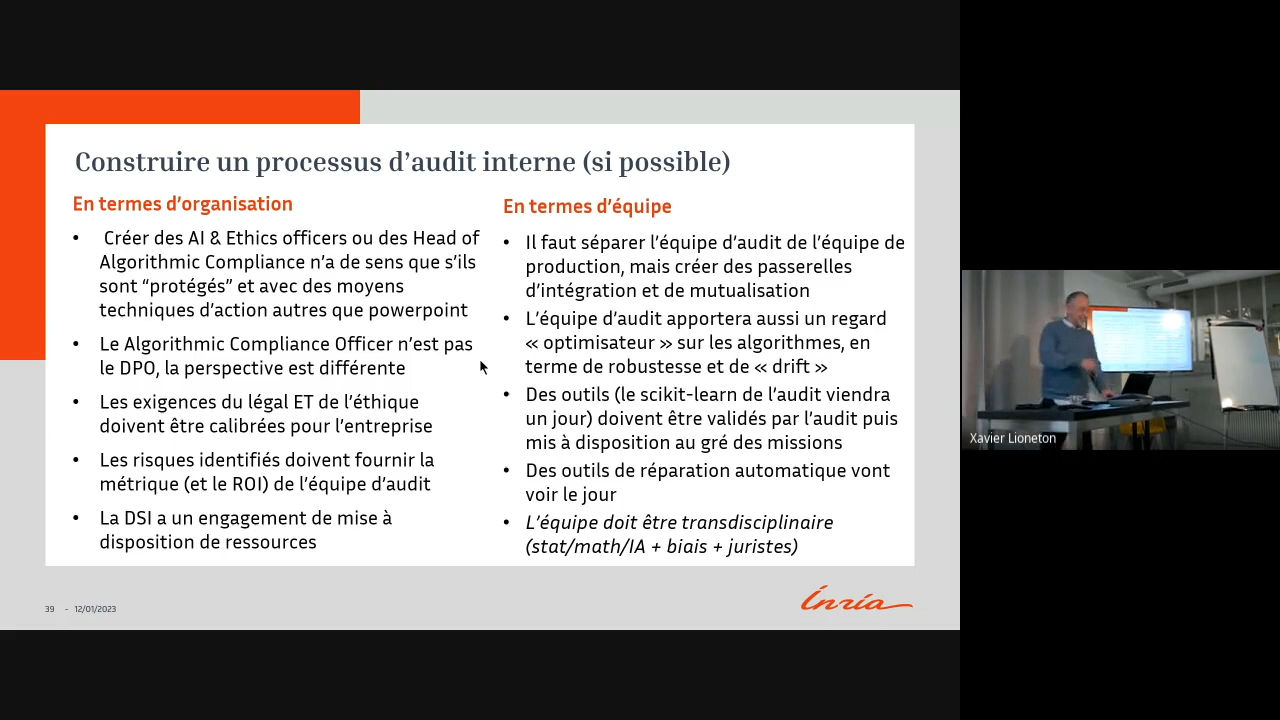 Construire un processus d’audit interne (si possible)
En termes d’organisation
• Créer des AI & Ethics officers ou des Head of
Algorithmic Compliance n’a de sens que s’ils
sont “protégés” et avec des moyens
techniques d’action autres que powerpoint
• Le Algorithmic Compliance Officer n’est pas
le DPO, la perspective est différente
• Les exigences du légal ET de l’éthique
doivent être calibrées pour l’entreprise
• Les risques identifiés doivent fournir la
métrique (et le ROI) de l’équipe d’audit
• La DSI a un engagement de mise à
disposition de ressources
En termes d’équipe
• Il faut séparer l’équipe d’audit de l’équipe de
production, mais créer des passerelles
d’intégration et de mutualisation
• L’équipe d’audit apportera aussi un regard
« optimisateur » sur les algorithmes, en
terme de robustesse et de « drift »
• Des outils (le scikit-learn de l’audit viendra
un jour) doivent être validés par l’audit puis
mis à disposition au gré des missions
• Des outils de réparation automatique vont
voir le jour
• L’équipe doit être transdisciplinaire
(stat/math/IA + biais + juristes)
39 - 12/01/2023
Inria
Xavier Lioneton